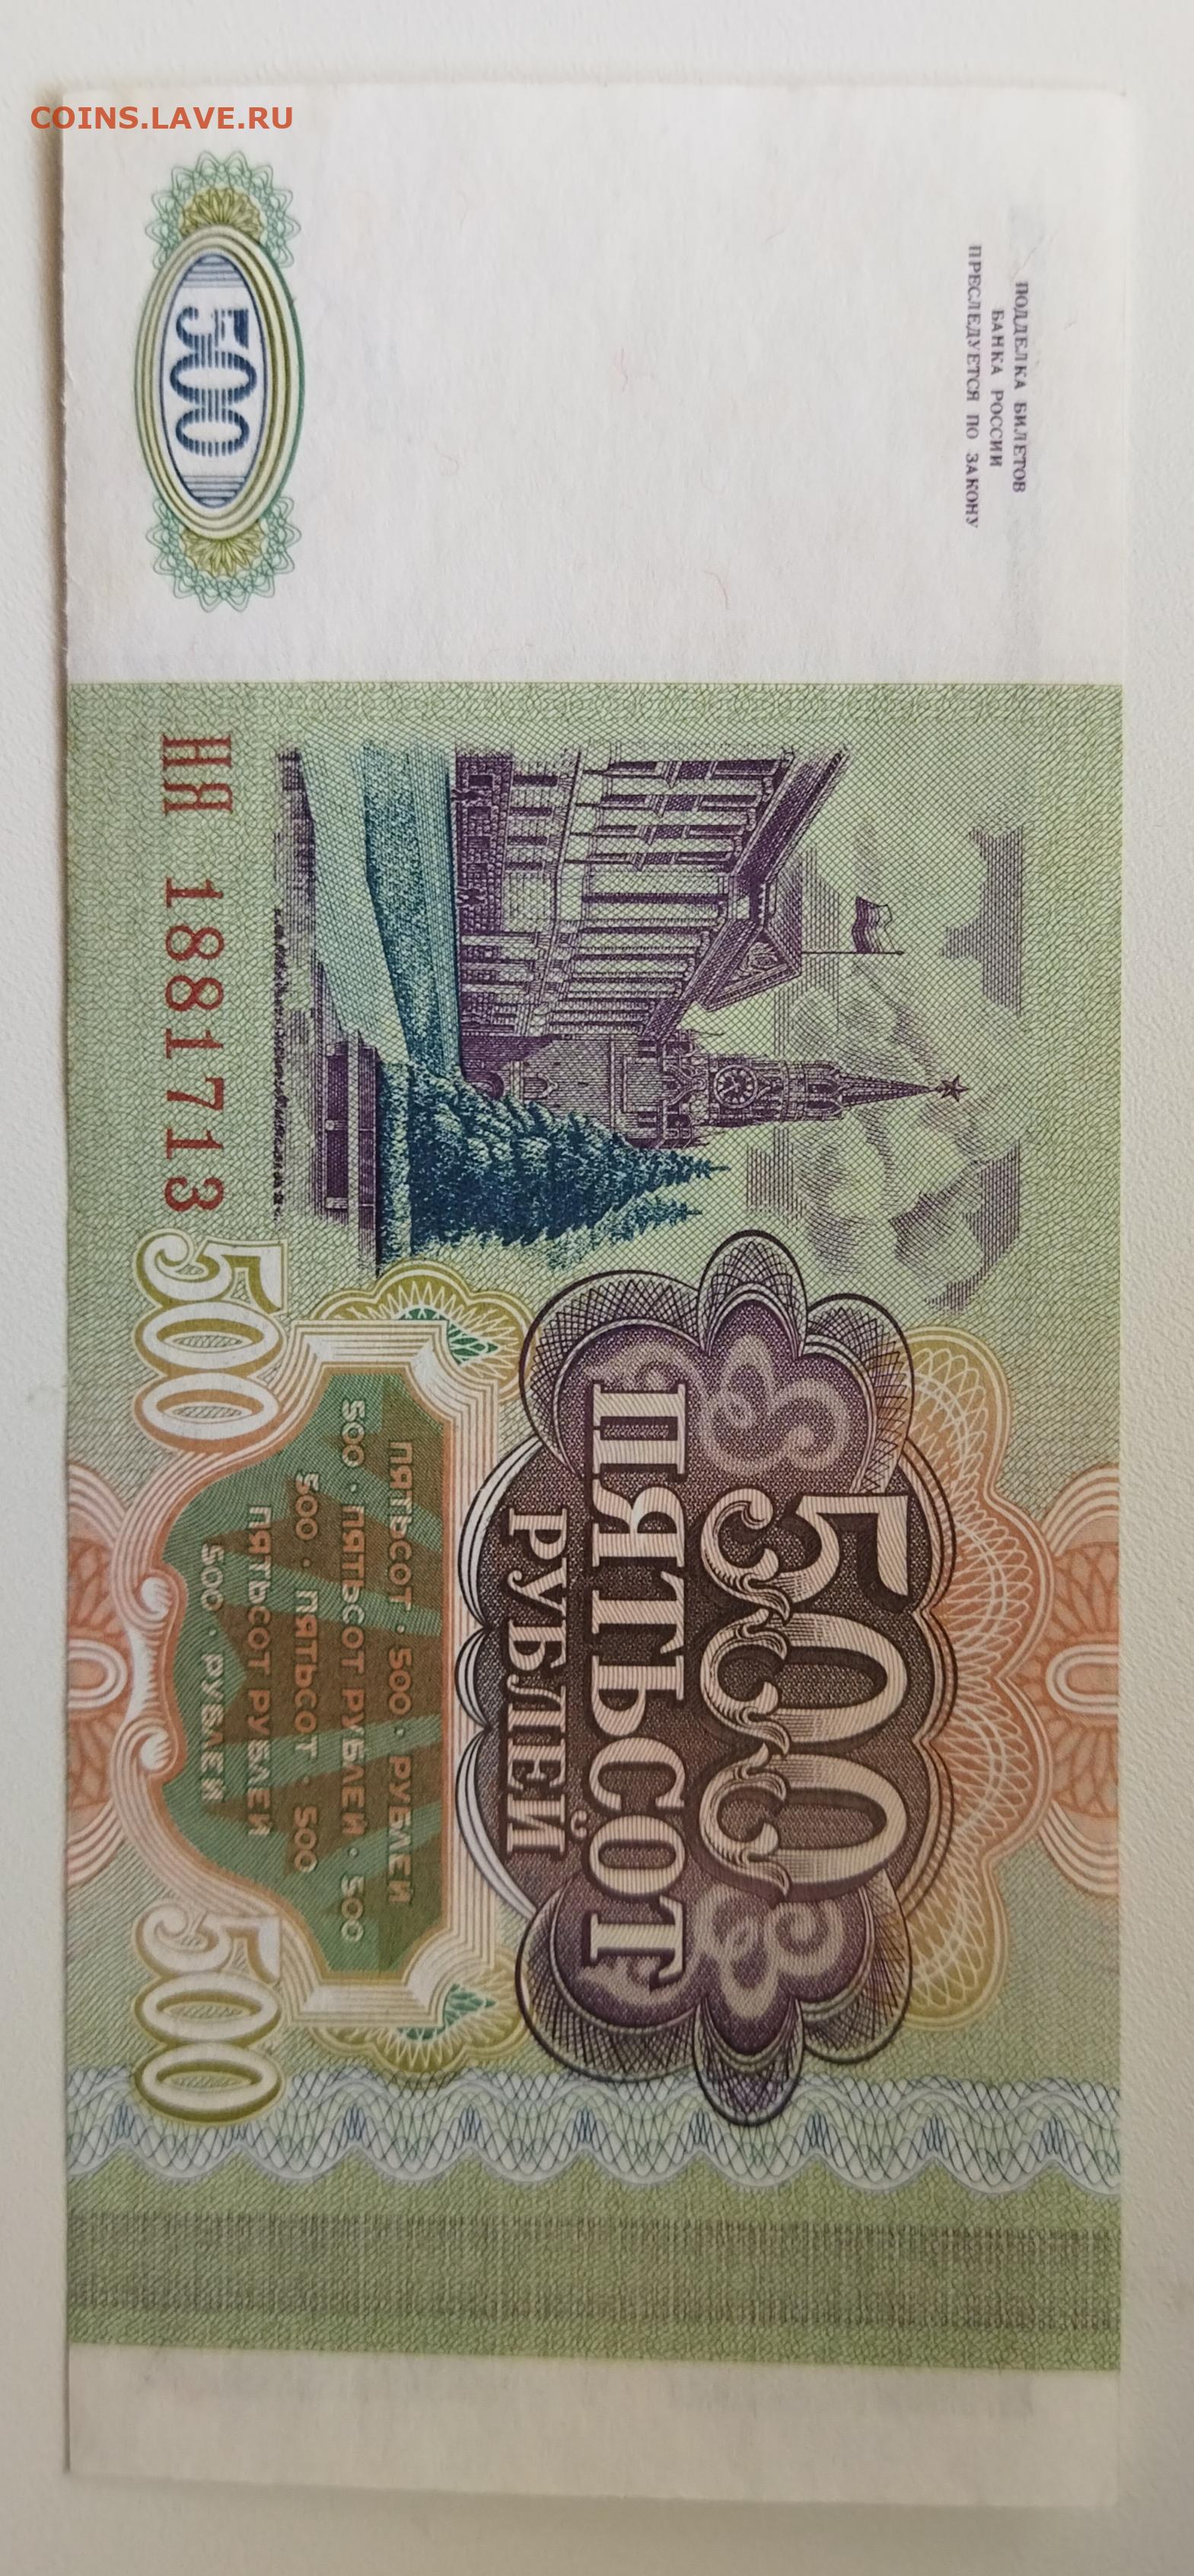 COINS.LAVE.RU
ПОДДЕЛКА БИЛЕТОВ
БАНКА РОССИИ
ПРЕСЛЕДУЕТСЯ ПО ЗАКОНУ
500
500
ПЯТЬСОТ
РУБЛЕЙ
ПЯТЬСОТ · 500 · РУБЛЕЙ
500 · ПЯТЬСОТ РУБЛЕЙ · 500
500 · ПЯТЬСОТ · 500
ПЯТЬСОТ РУБЛЕЙ
500 · РУБЛЕЙ
НЯ 1881713
500
500